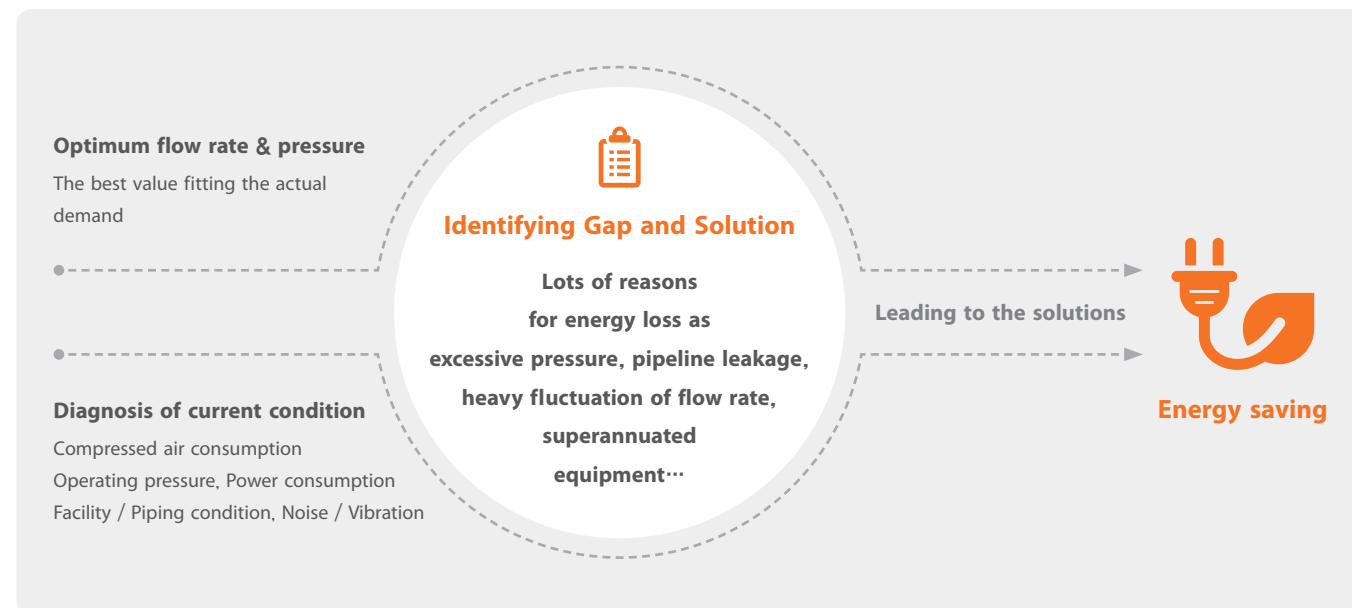 Optimum flow rate & pressure
The best value fitting the actual
demand
Diagnosis of current condition
Compressed air consumption
Operating pressure, Power consumption
Facility / Piping condition, Noise / Vibration
Identifying Gap and Solution
Lots of reasons
for energy loss as
excessive pressure, pipeline leakage,
heavy fluctuation of flow rate,
superannuated
equipment⋯
Leading to the solutions
Energy saving